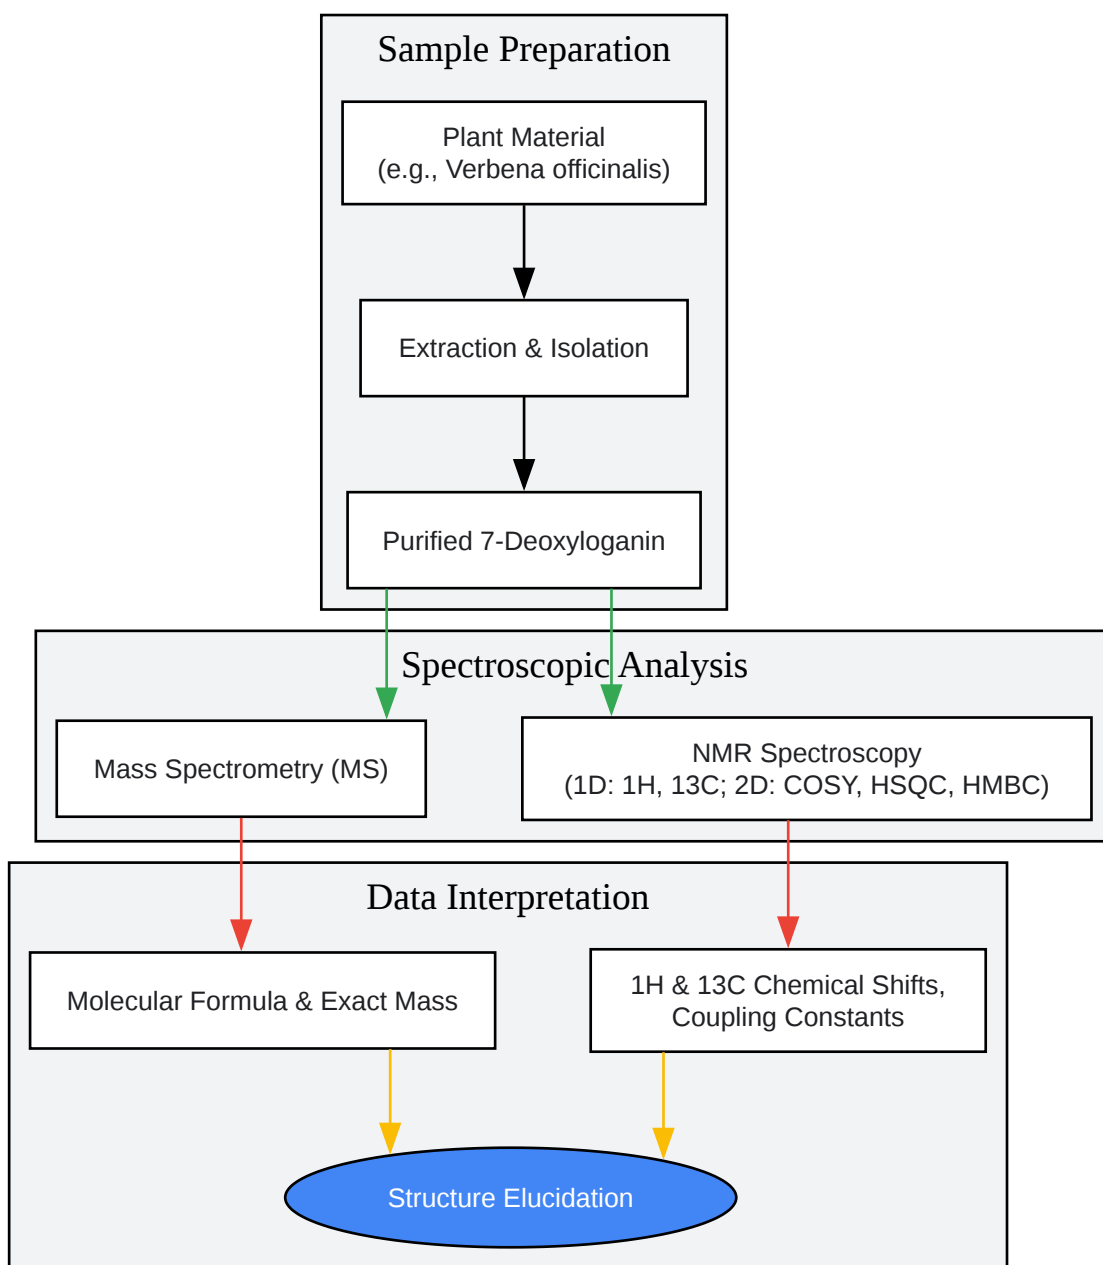 Sample Preparation
Plant Material
(e.g., Verbena officinalis)
Extraction & Isolation
Purified 7-Deoxyloganin
Spectroscopic Analysis
Mass Spectrometry (MS)
NMR Spectroscopy
(1D: 1H, 13C; 2D: COSY, HSQC, HMBC)
Data Interpretation
Molecular Formula & Exact Mass
1H & 13C Chemical Shifts,
Coupling Constants
Structure Elucidation